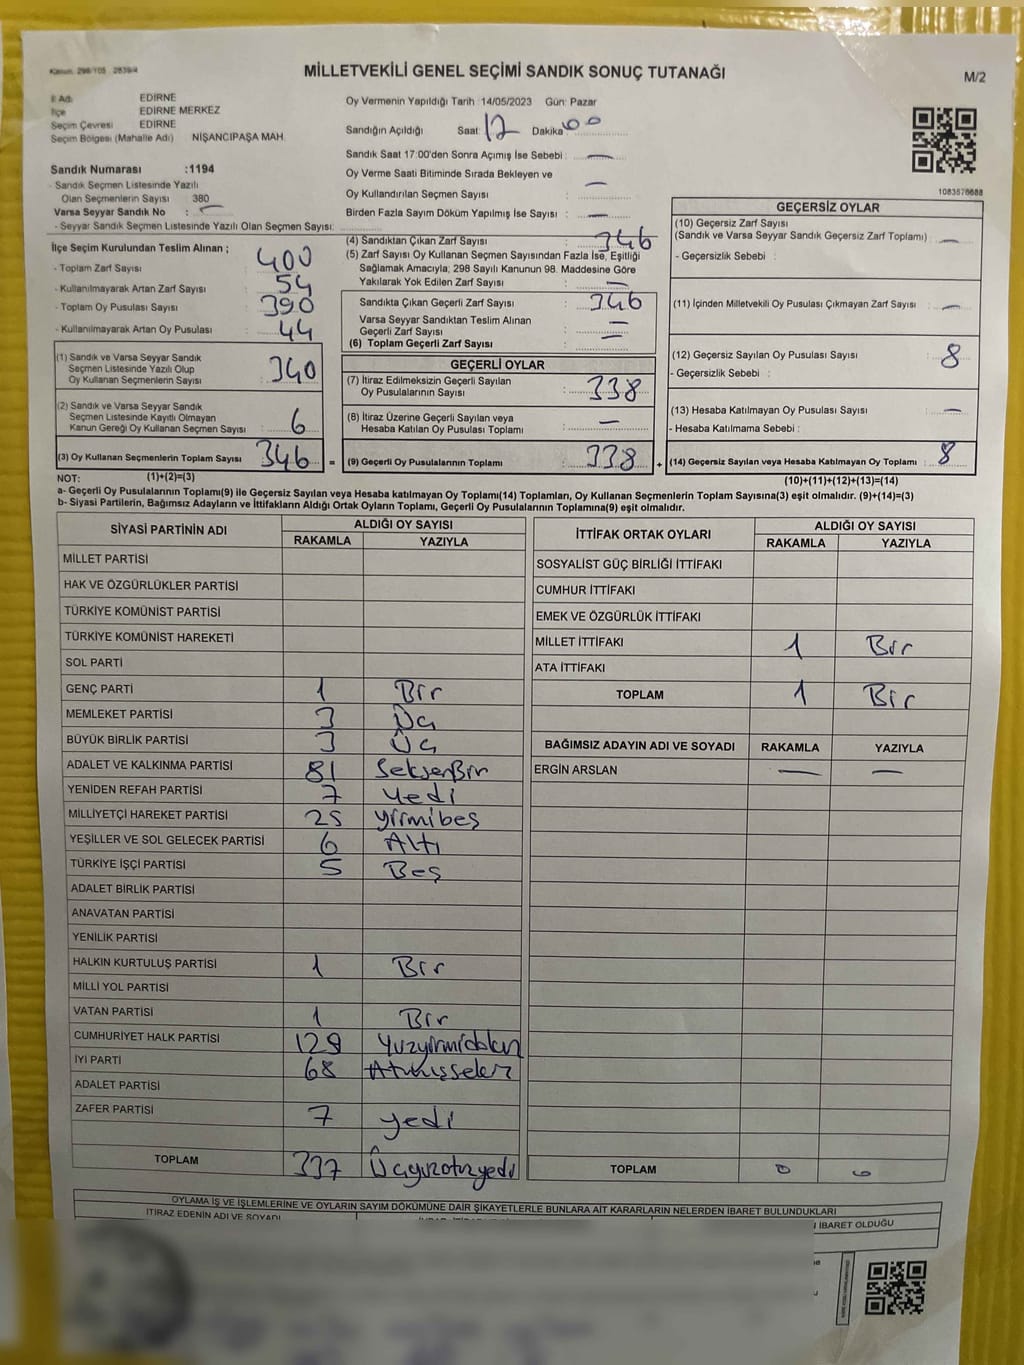 Kanun: 298/105 2839/4
MİLLETVEKİLİ GENEL SEÇİMİ SANDIK SONUÇ TUTANAĞI
M/2
İl Adı EDİRNE
İlçe EDİRNE MERKEZ
Seçim Çevresi EDİRNE
Seçim Bölgesi (Mahalle Adı) NİŞANCIPAŞA MAH.
Sandık Numarası :1194
- Sandık Seçmen Listesinde Yazılı
Olan Seçmenlerin Sayısı 380
Varsa Seyyar Sandık No : —
- Seyyar Sandık Seçmen Listesinde Yazılı Olan Seçmen Sayısı:
Oy Vermenin Yapıldığı Tarih :14/05/2023 Gün: Pazar
Sandığın Açıldığı Saat: 17 Dakika 00
Sandık Saat 17:00'den Sonra Açımış İse Sebebi : —
Oy Verme Saati Bitiminde Sırada Bekleyen ve
Oy Kullandırılan Seçmen Sayısı : —
Birden Fazla Sayım Döküm Yapılmış İse Sayısı : —
1083576688
İlçe Seçim Kurulundan Teslim Alınan ;
- Toplam Zarf Sayısı : 400
- Kullanılmayarak Artan Zarf Sayısı : 54
- Toplam Oy Pusulası Sayısı : 390
- Kullanılmayarak Artan Oy Pusulası : 44
(1) Sandık ve Varsa Seyyar Sandık
Seçmen Listesinde Yazılı Olup
Oy Kullanan Seçmenlerin Sayısı : 340
(2) Sandık ve Varsa Seyyar Sandık
Seçmen Listesinde Kayıtlı Olmayan
Kanun Gereği Oy Kullanan Seçmen Sayısı : 6
(3) Oy Kullanan Seçmenlerin Toplam Sayısı : 346 =
(4) Sandıktan Çıkan Zarf Sayısı : 346
(5) Zarf Sayısı Oy Kullanan Seçmen Sayısından Fazla İse, Eşitliği
Sağlamak Amacıyla; 298 Sayılı Kanunun 98. Maddesine Göre
Yakılarak Yok Edilen Zarf Sayısı : —
Sandıkta Çıkan Geçerli Zarf Sayısı : 346
Varsa Seyyar Sandıktan Teslim Alınan
Geçerli Zarf Sayısı : —
(6) Toplam Geçerli Zarf Sayısı : —
GEÇERLİ OYLAR
(7) İtiraz Edilmeksizin Geçerli Sayılan
Oy Pusulalarının Sayısı : 338
(8) İtiraz Üzerine Geçerli Sayılan veya
Hesaba Katılan Oy Pusulası Toplamı : —
(9) Geçerli Oy Pusulalarının Toplamı : 338 +
GEÇERSİZ OYLAR
(10) Geçersiz Zarf Sayısı
(Sandık ve Varsa Seyyar Sandık Geçersiz Zarf Toplamı) : —
- Geçersizlik Sebebi :
(11) İçinden Milletvekili Oy Pusulası Çıkmayan Zarf Sayısı : —
(12) Geçersiz Sayılan Oy Pusulası Sayısı : 8
- Geçersizlik Sebebi :
(13) Hesaba Katılmayan Oy Pusulası Sayısı : —
- Hesaba Katılmama Sebebi :
(14) Geçersiz Sayılan veya Hesaba Katılmayan Oy Toplamı : 8
NOT: (1)+(2)=(3) (10)+(11)+(12)+(13)=(14)
a- Geçerli Oy Pusulalarının Toplamı(9) ile Geçersiz Sayılan veya Hesaba katılmayan Oy Toplamı(14) Toplamları, Oy Kullanan Seçmenlerin Toplam Sayısına(3) eşit olmalıdır. (9)+(14)=(3)
b- Siyasi Partilerin, Bağımsız Adayların ve İttifakların Aldığı Ortak Oyların Toplamı, Geçerli Oy Pusulalarının Toplamına(9) eşit olmalıdır.
SİYASİ PARTİNİN ADI ALDIĞI OY SAYISI
RAKAMLA YAZIYLA
MİLLET PARTİSİ
HAK VE ÖZGÜRLÜKLER PARTİSİ
TÜRKİYE KOMÜNİST PARTİSİ
TÜRKİYE KOMÜNİST HAREKETİ
SOL PARTİ
GENÇ PARTİ 1 Bir
MEMLEKET PARTİSİ 3 Üç
BÜYÜK BİRLİK PARTİSİ 3 Üç
ADALET VE KALKINMA PARTİSİ 81 SeksenBir
YENİDEN REFAH PARTİSİ 7 Yedi
MİLLİYETÇİ HAREKET PARTİSİ 25 yirmibeş
YEŞİLLER VE SOL GELECEK PARTİSİ 6 Altı
TÜRKİYE İŞÇİ PARTİSİ 5 Beş
ADALET BİRLİK PARTİSİ
ANAVATAN PARTİSİ
YENİLİK PARTİSİ
HALKIN KURTULUŞ PARTİSİ 1 Bir
MİLLİ YOL PARTİSİ
VATAN PARTİSİ 1 Bir
CUMHURİYET HALK PARTİSİ 129 Yüzyirmidokuz
İYİ PARTİ 68 Atmışsekiz
ADALET PARTİSİ
ZAFER PARTİSİ 7 yedi
TOPLAM 337 Üçyüzotuzyedi
İTTİFAK ORTAK OYLARI ALDIĞI OY SAYISI
RAKAMLA YAZIYLA
SOSYALİST GÜÇ BİRLİĞİ İTTİFAKI
CUMHUR İTTİFAKI
EMEK VE ÖZGÜRLÜK İTTİFAKI
MİLLET İTTİFAKI 1 Bir
ATA İTTİFAKI
TOPLAM 1 Bir
BAĞIMSIZ ADAYIN ADI VE SOYADI RAKAMLA YAZIYLA
ERGİN ARSLAN — —
TOPLAM 0 0
OYLAMA İŞ VE İŞLEMLERİNE VE OYLARIN SAYIM DÖKÜMÜNE DAİR ŞİKAYETLERLE BUNLARA AİT KARARLARIN NELERDEN İBARET BULUNDUKLARI
İTİRAZ EDENİN ADI VE SOYADI
İBARET OLDUĞU